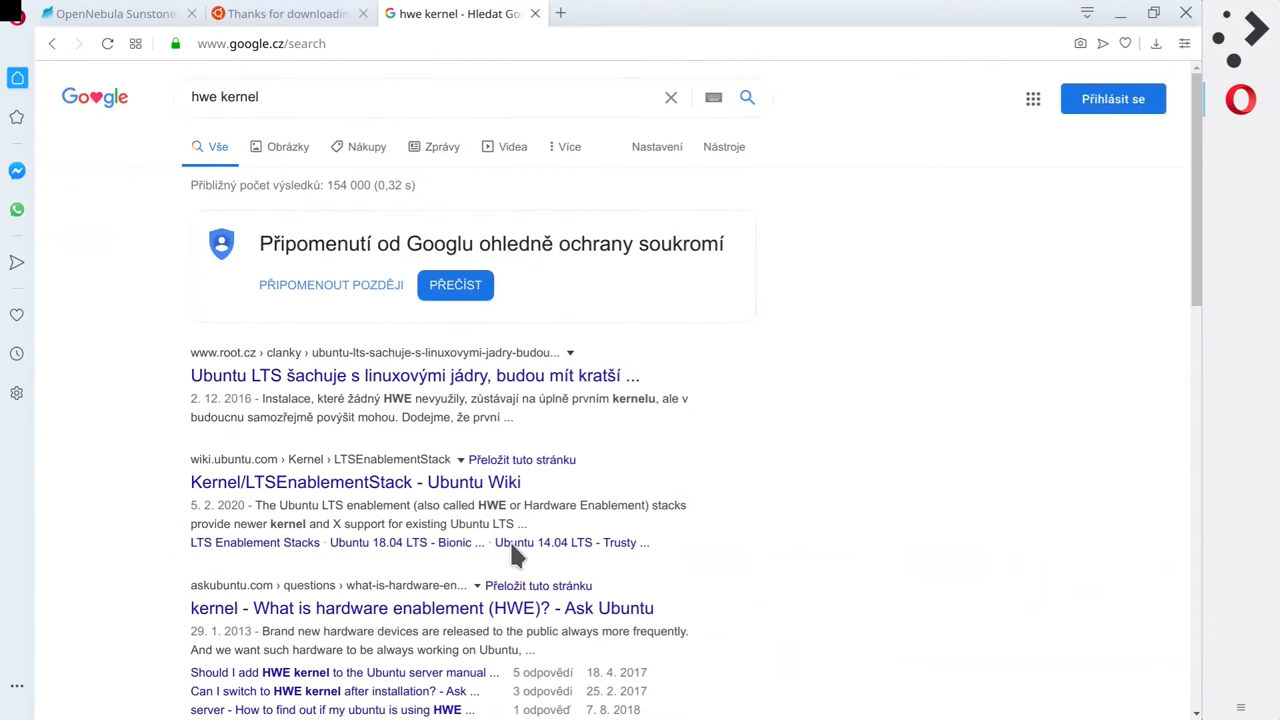 OpenNebula Sunstone
Thanks for downloadin
hwe kernel - Hledat Go
www.google.cz/search
Google
hwe kernel
Přihlásit se
Vše
Obrázky
Nákupy
Zprávy
Videa
Více
Nastavení
Nástroje
Přibližný počet výsledků: 154 000 (0,32 s)
Připomenutí od Googlu ohledně ochrany soukromí
PŘIPOMENOUT POZDĚJI
PŘEČÍST
www.root.cz › clanky › ubuntu-lts-sachuje-s-linuxovymi-jadry-budou...
Ubuntu LTS šachuje s linuxovými jádry, budou mít kratší ...
2. 12. 2016 - Instalace, které žádný HWE nevyužily, zůstávají na úplně prvním kernelu, ale v
budoucnu samozřejmě povýšit mohou. Dodejme, že první ...
wiki.ubuntu.com › Kernel › LTSEnablementStack Přeložit tuto stránku
Kernel/LTSEnablementStack - Ubuntu Wiki
5. 2. 2020 - The Ubuntu LTS enablement (also called HWE or Hardware Enablement) stacks
provide newer kernel and X support for existing Ubuntu LTS ...
LTS Enablement Stacks · Ubuntu 18.04 LTS - Bionic ... · Ubuntu 14.04 LTS - Trusty ...
askubuntu.com › questions › what-is-hardware-en... Přeložit tuto stránku
kernel - What is hardware enablement (HWE)? - Ask Ubuntu
29. 1. 2013 - Brand new hardware devices are released to the public always more frequently.
And we want such hardware to be always working on Ubuntu, ...
Should I add HWE kernel to the Ubuntu server manual ... 5 odpovědí 18. 4. 2017
Can I switch to HWE kernel after installation? - Ask ... 3 odpovědí 25. 2. 2017
server - How to find out if my ubuntu is using HWE ... 1 odpověď 7. 8. 2018